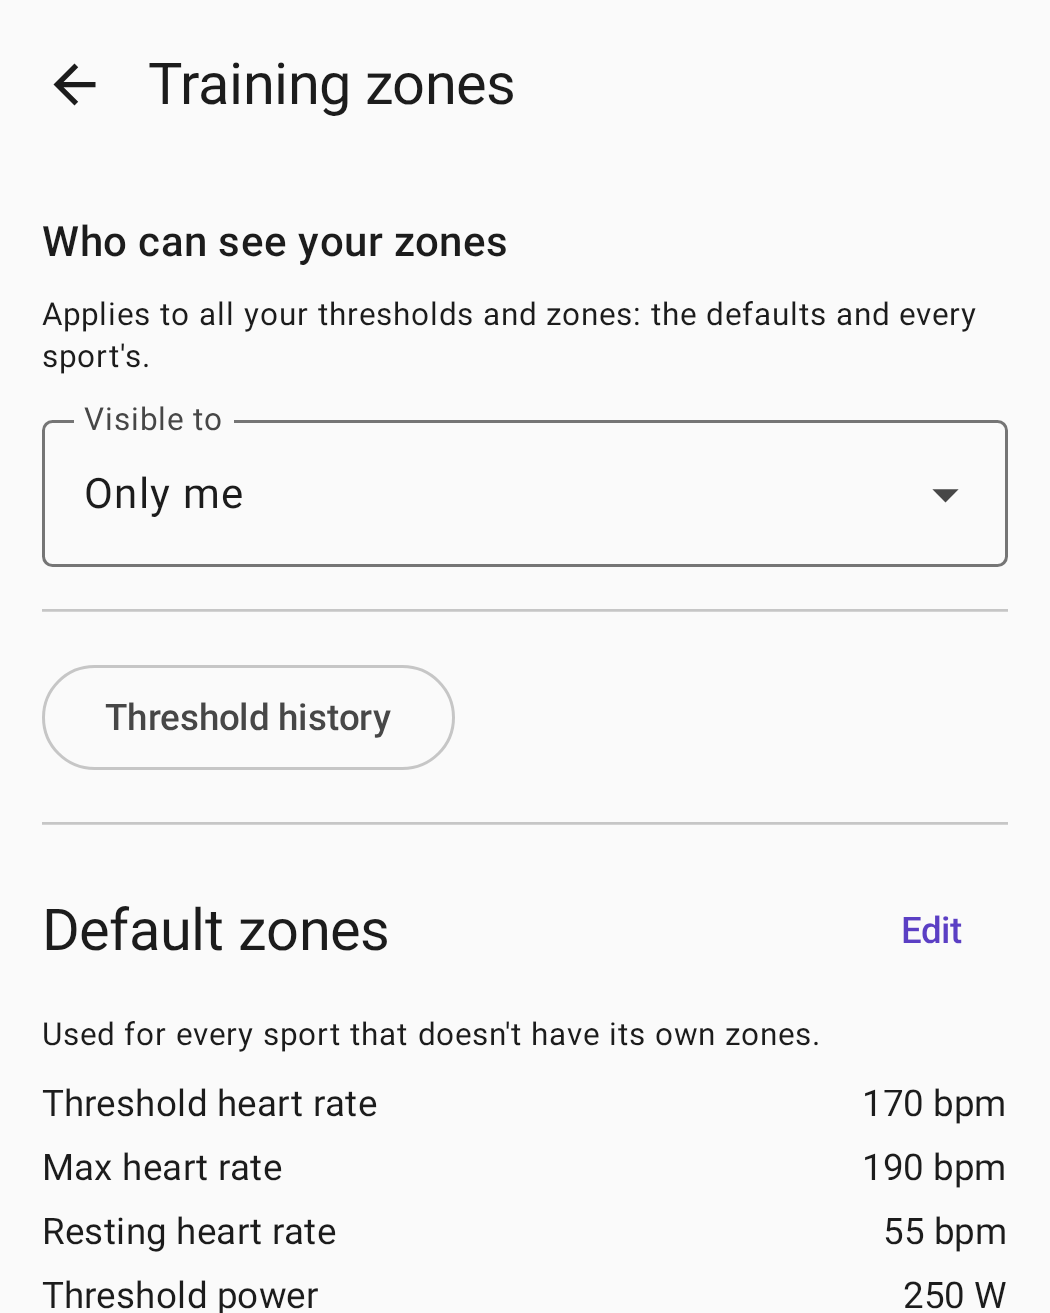 Training zones
Who can see your zones
Applies to all your thresholds and zones: the defaults and every
sport's.
Visible to
Only me
Threshold history
Default zones
Edit
Used for every sport that doesn't have its own zones.
Threshold heart rate 170 bpm
Max heart rate 190 bpm
Resting heart rate 55 bpm
Threshold power 250 W